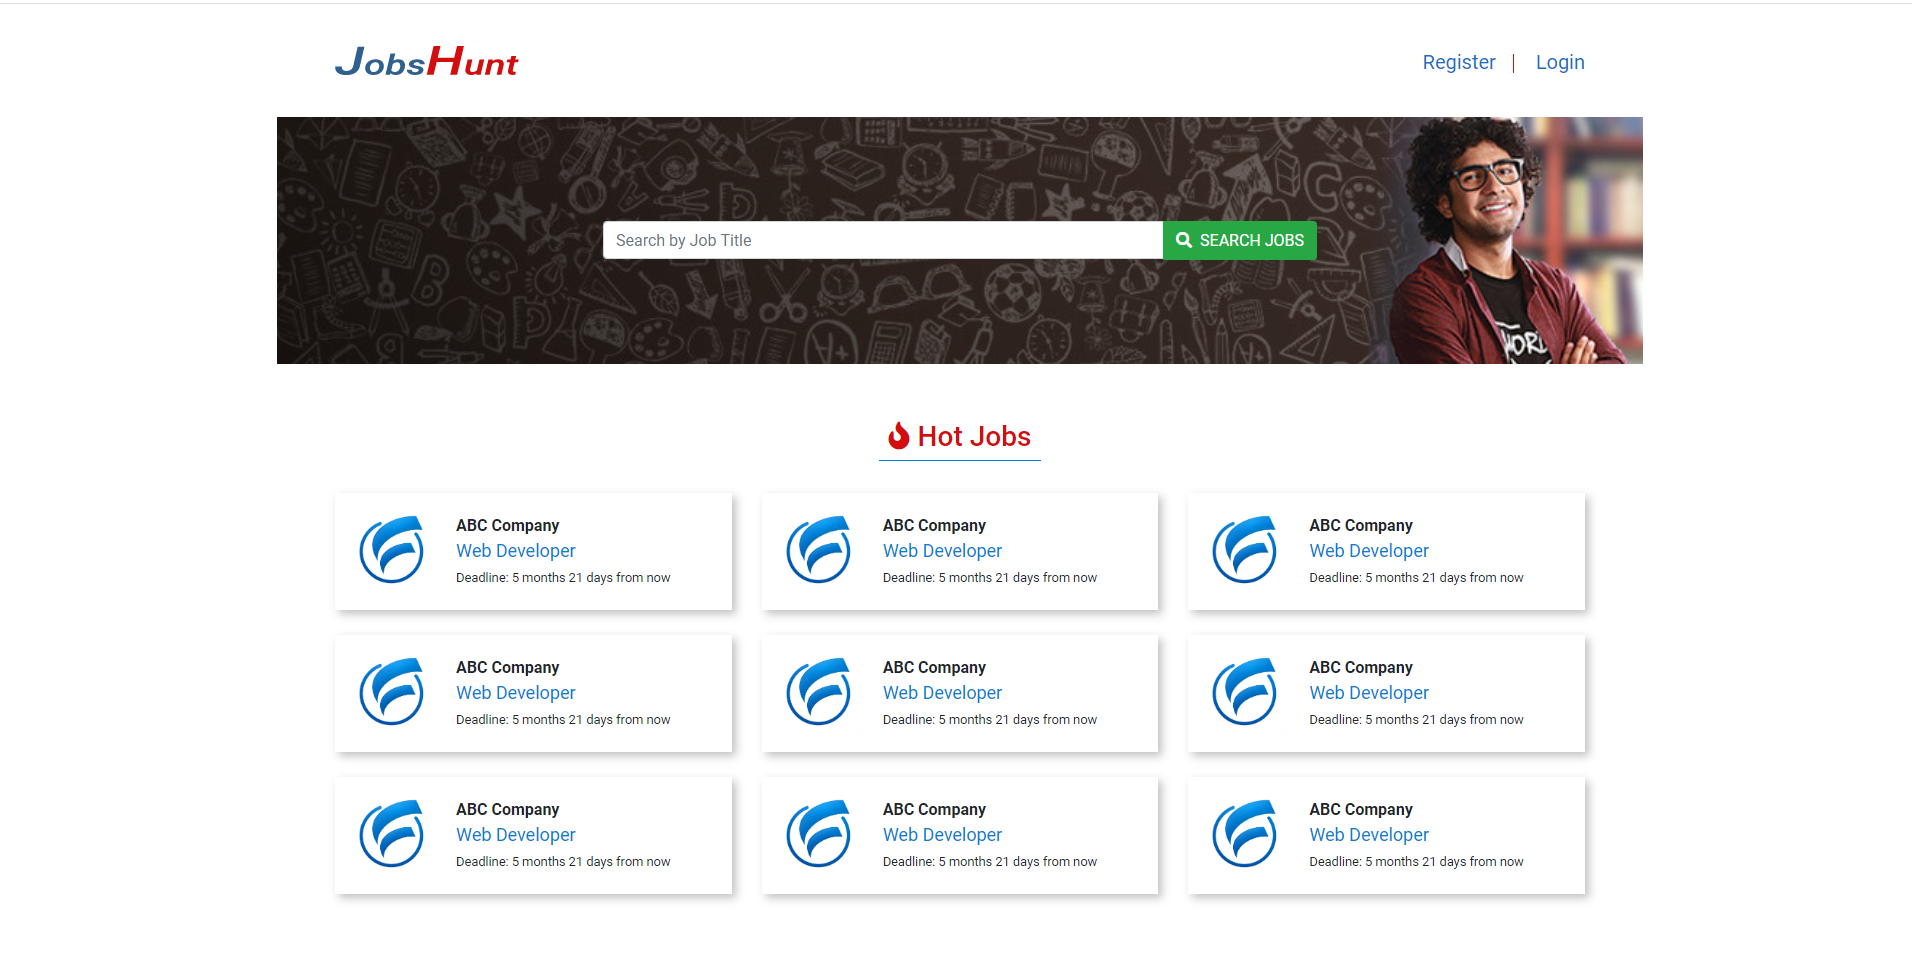 JobsHunt
Register | Login
Search by Job Title
SEARCH JOBS
Hot Jobs
ABC Company
Web Developer
Deadline: 5 months 21 days from now
ABC Company
Web Developer
Deadline: 5 months 21 days from now
ABC Company
Web Developer
Deadline: 5 months 21 days from now
ABC Company
Web Developer
Deadline: 5 months 21 days from now
ABC Company
Web Developer
Deadline: 5 months 21 days from now
ABC Company
Web Developer
Deadline: 5 months 21 days from now
ABC Company
Web Developer
Deadline: 5 months 21 days from now
ABC Company
Web Developer
Deadline: 5 months 21 days from now
ABC Company
Web Developer
Deadline: 5 months 21 days from now